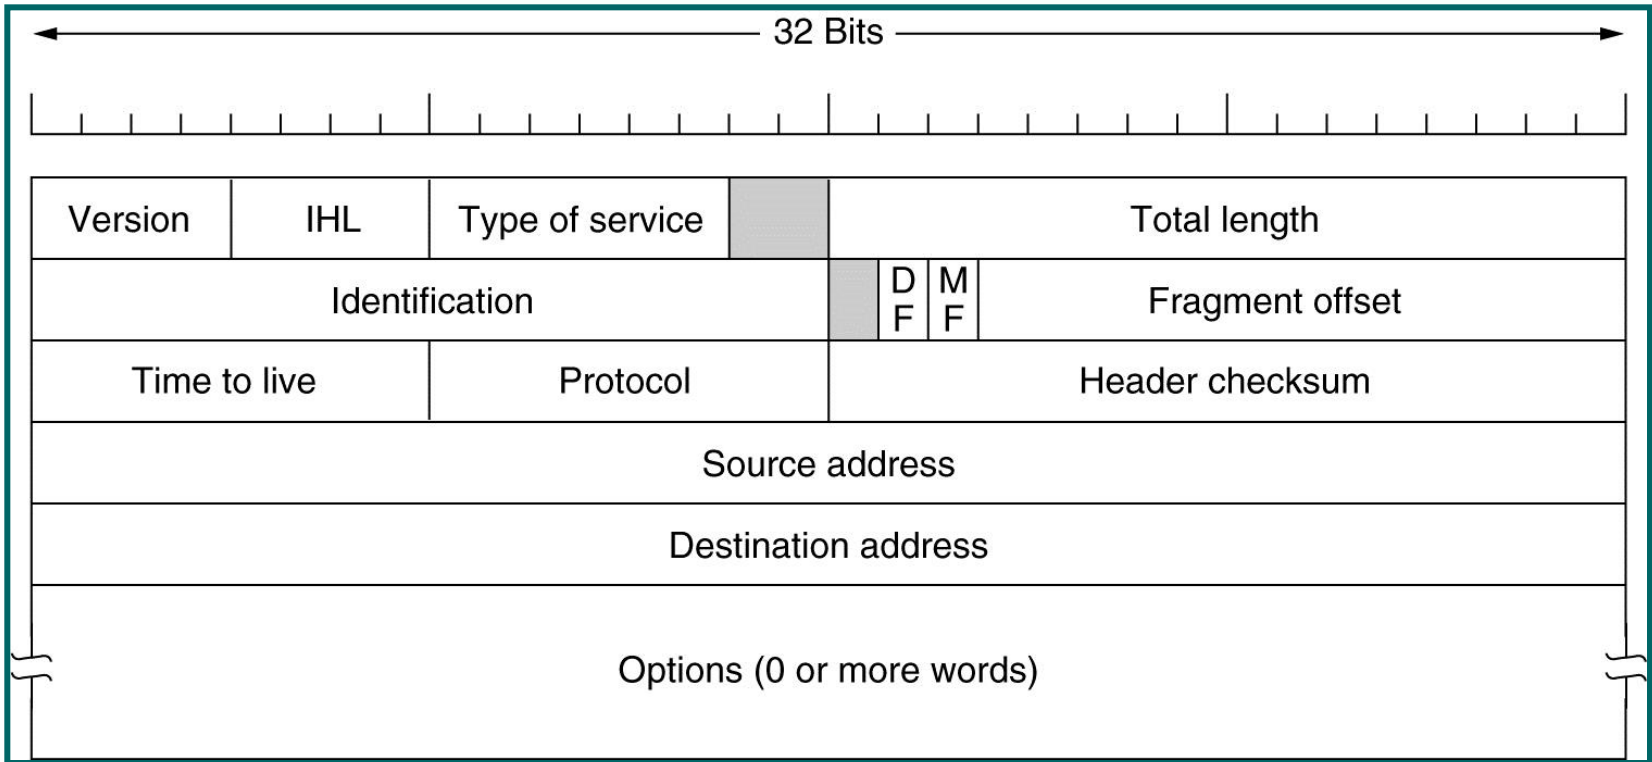 32 Bits
Version IHL Type of service Total length
Identification D F M F Fragment offset
Time to live Protocol Header checksum
Source address
Destination address
Options (0 or more words)